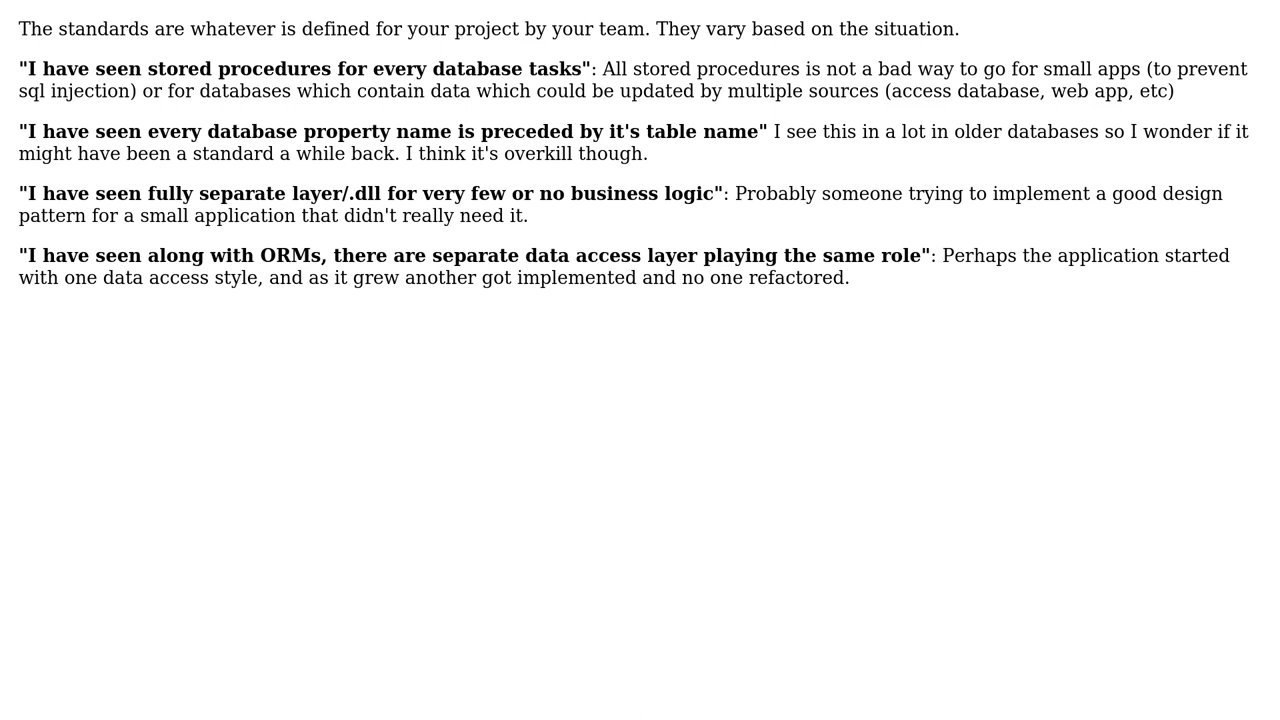 The standards are whatever is defined for your project by your team. They vary based on the situation.
"I have seen stored procedures for every database tasks": All stored procedures is not a bad way to go for small apps (to prevent
sql injection) or for databases which contain data which could be updated by multiple sources (access database, web app, etc)
"I have seen every database property name is preceded by it's table name" I see this in a lot in older databases so I wonder if it
might have been a standard a while back. I think it's overkill though.
"I have seen fully separate layer/.dll for very few or no business logic": Probably someone trying to implement a good design
pattern for a small application that didn't really need it.
"I have seen along with ORMs, there are separate data access layer playing the same role": Perhaps the application started
with one data access style, and as it grew another got implemented and no one refactored.